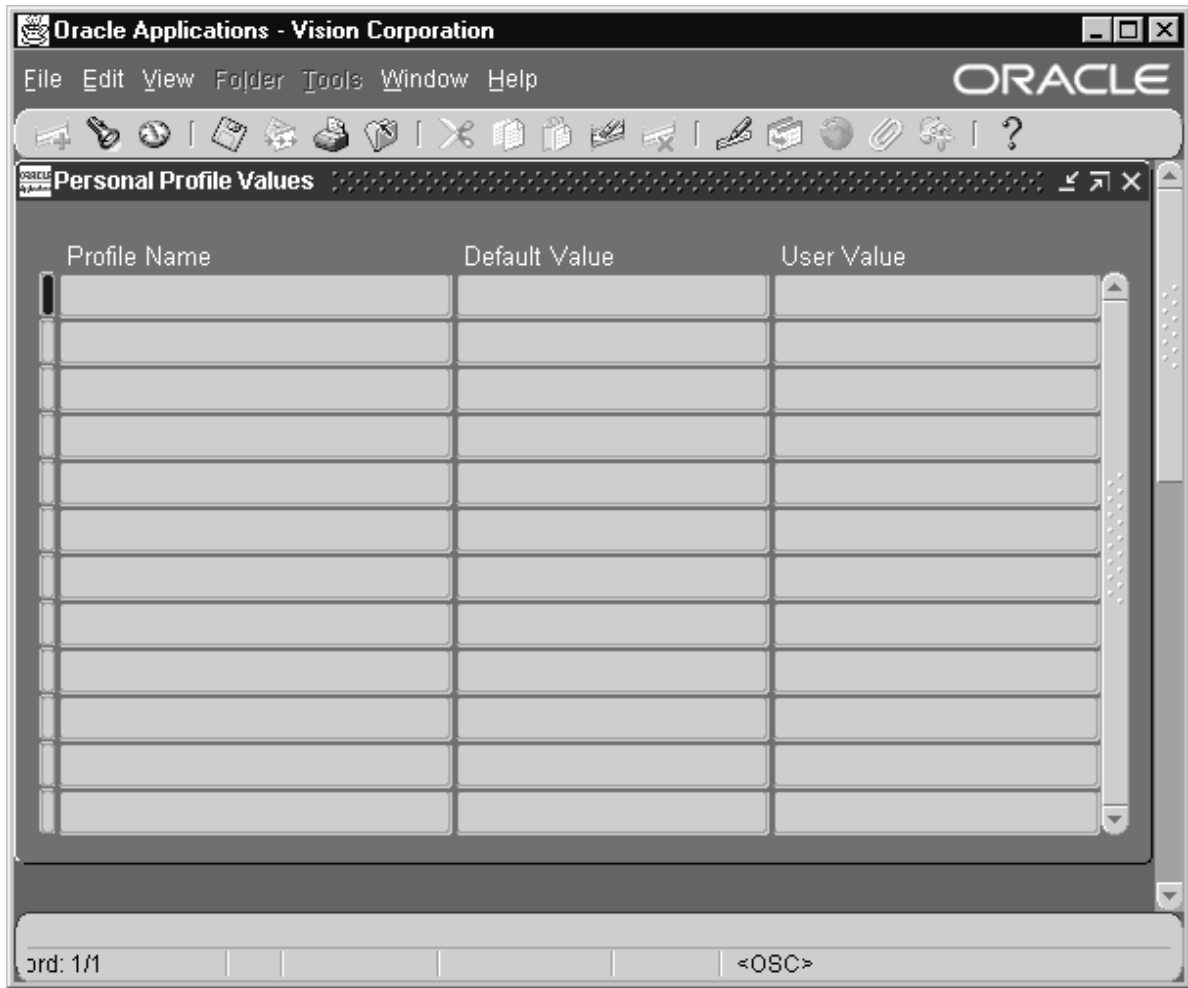 Oracle Applications - Vision Corporation
File Edit View Folder Tools Window Help
ORACLE
Personal Profile Values
Profile Name Default Value User Value
ord: 1/1 <OSC>